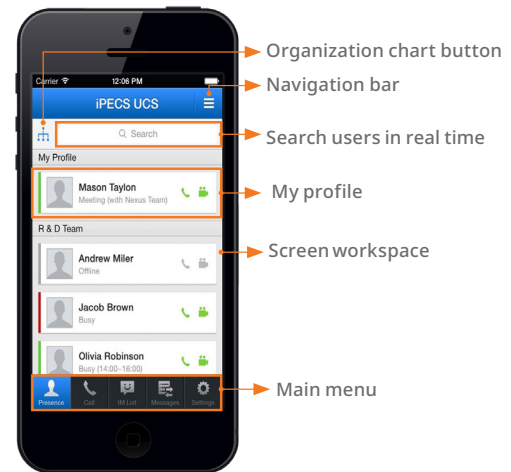 Organization chart button
Carrier 12:06 PM
Navigation bar
iPECS UCS
Search
Search users in real time
My Profile
Mason Taylon
Meeting (with Nexus Team)
My profile
R & D Team
Andrew Miler
Offline
Screen workspace
Jacob Brown
Busy
Olivia Robinson
Busy (14:00~16:00)
Presence Call IM List Messages Settings
Main menu